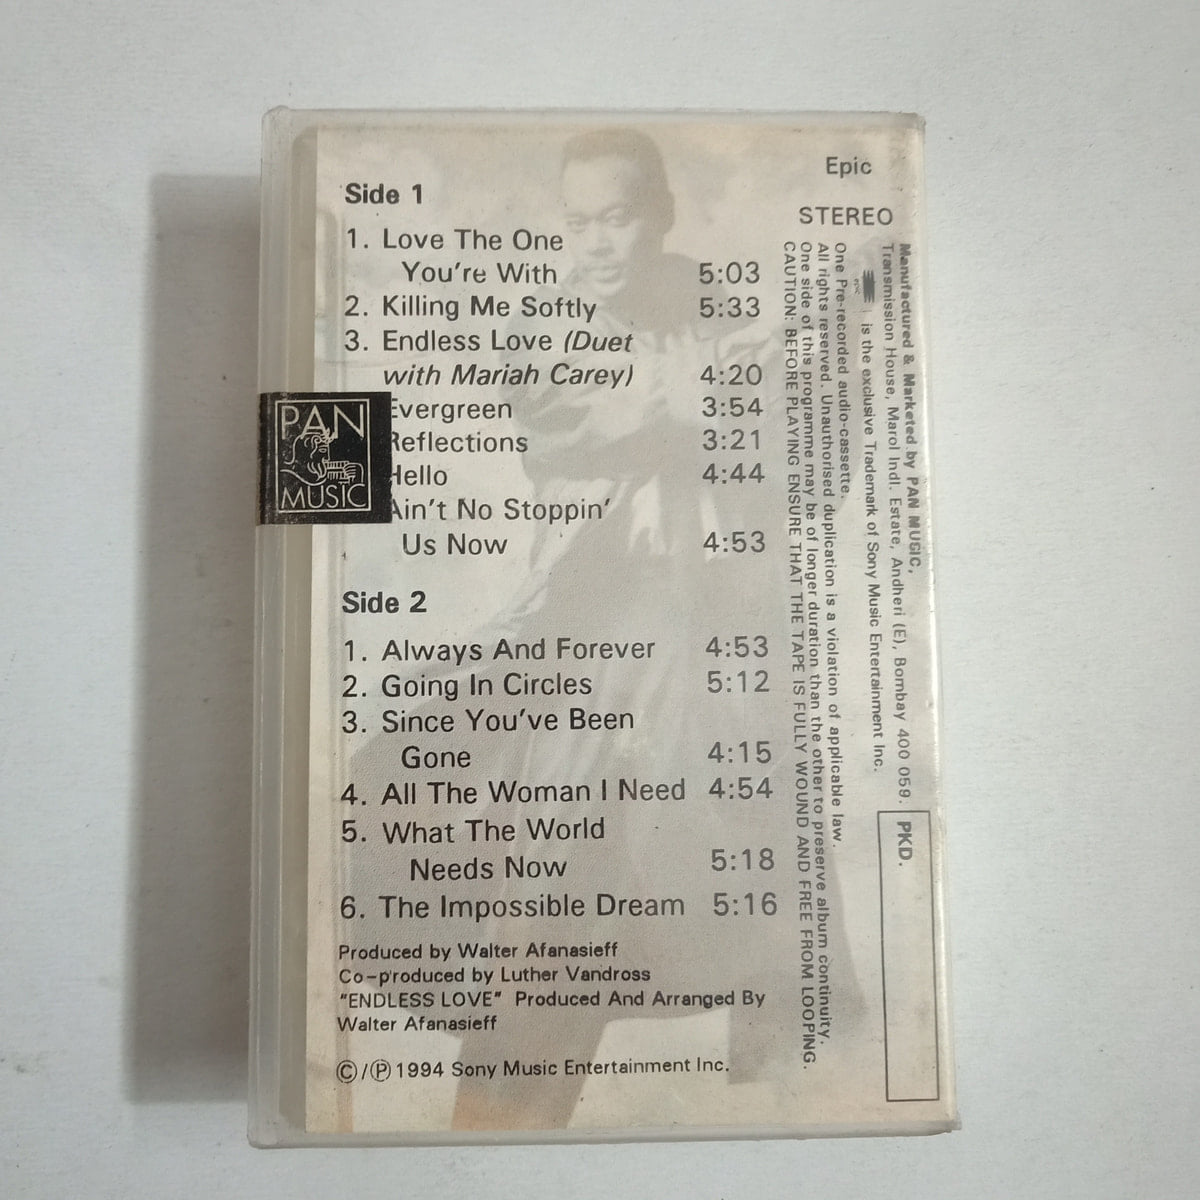 Epic
STEREO
Side 1
1. Love The One
You're With 5:03
2. Killing Me Softly 5:33
3. Endless Love (Duet
with Mariah Carey) 4:20
Evergreen 3:54
Reflections 3:21
Hello 4:44
Ain't No Stoppin'
Us Now 4:53
PAN
MUSIC
Side 2
1. Always And Forever 4:53
2. Going In Circles 5:12
3. Since You've Been
Gone 4:15
4. All The Woman I Need 4:54
5. What The World
Needs Now 5:18
6. The Impossible Dream 5:16
Produced by Walter Afanasieff
Co-produced by Luther Vandross
"ENDLESS LOVE" Produced And Arranged By
Walter Afanasieff
©/℗ 1994 Sony Music Entertainment Inc.
Manufactured & Marketed by PAN MUSIC,
Transmission House, Marol Indl. Estate, Andheri (E), Bombay 400 059.
epic is the exclusive Trademark of Sony Music Entertainment Inc.
One Pre-recorded audio-cassette.
All rights reserved. Unauthorised duplication is a violation of applicable law.
One side of this programme may be of longer duration than the other to preserve album continuity.
CAUTION: BEFORE PLAYING ENSURE THAT THE TAPE IS FULLY WOUND AND FREE FROM LOOPING.
PKD.